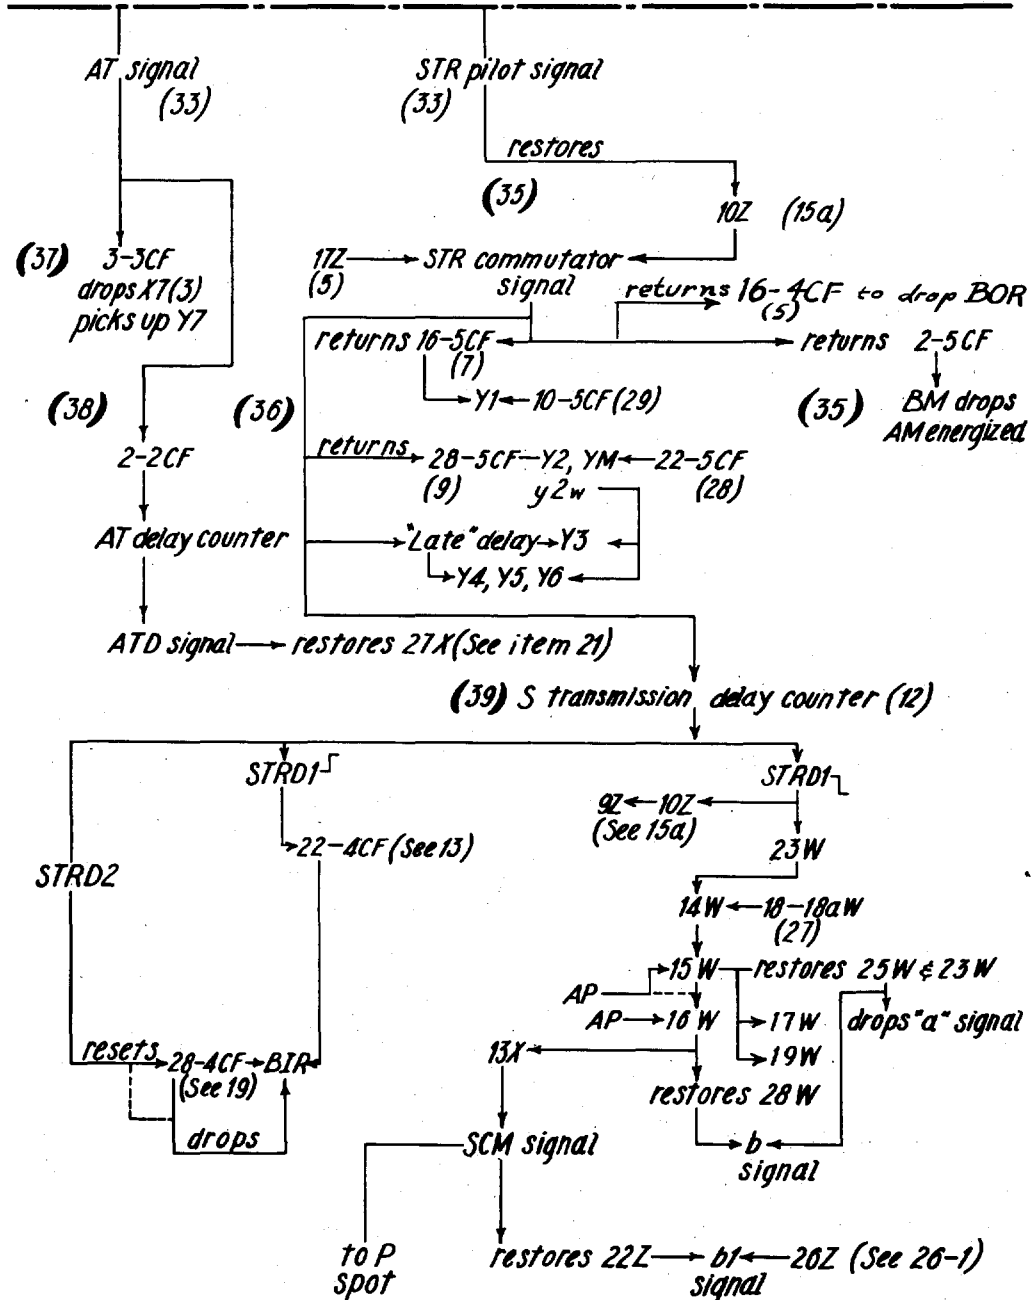 AT signal
(33)
STR pilot signal
(33)
restores
(35)
10Z (15a)
(37) 3-3CF
drops X7(3)
picks up Y7
17Z
(5)
STR commutator
signal
returns 16-4CF to drop BOR
(5)
returns 16-5CF
(7)
returns 2-5CF
Y1 10-5CF (29)
(35) BM drops
AM energized
(38)
(36)
2-2CF
returns 28-5CF-Y2, YM 22-5CF
(9)
(28)
y2w
AT delay counter
"Late" delay Y3
Y4, Y5, Y6
ATD signal restores 27X (See item 21)
(39) S transmission delay counter (12)
STRD1
STRD1
9Z 10Z
(See 15a)
22-4CF (See 13)
23W
STRD2
14W 18-18aW
(27)
15W restores 25W & 23W
AP
AP 16W
17W
drops "a" signal
19W
13X
resets 28-4CF BIR
(See 19)
restores 28W
drops
SCM signal
b
signal
to P
spot
restores 22Z b1 26Z (See 26-1)
signal